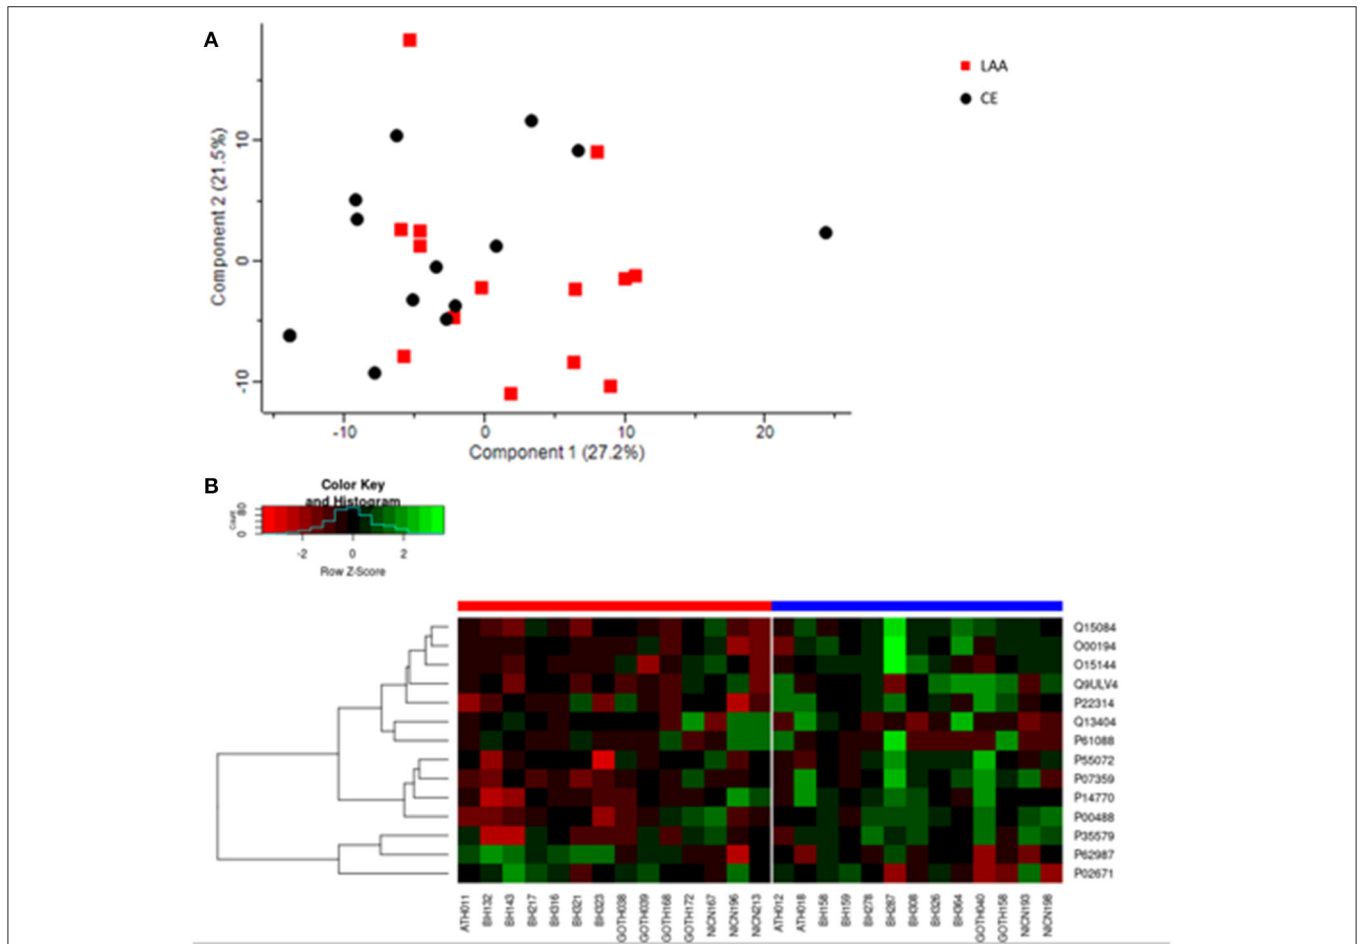 A
LAA
CE
10
0
-10
Component 2 (21.5%)
-10
0
10
20
Component 1 (27.2%)
B
Color Key
and Histogram
Count
0
80
-2
0
2
Row Z-Score
Q15084
O00194
O15144
Q9ULV4
P22314
Q13404
P61088
P55072
P07359
P14770
P00488
P35579
P62987
P02671
ATH011
BH132
BH143
BH217
BH316
BH321
BH323
GOTH038
GOTH039
GOTH168
GOTH172
NICN167
NICN196
NICN213
ATH012
ATH018
BH158
BH159
BH278
BH287
BH308
BH326
BH364
GOTH040
GOTH158
NICN193
NICN198